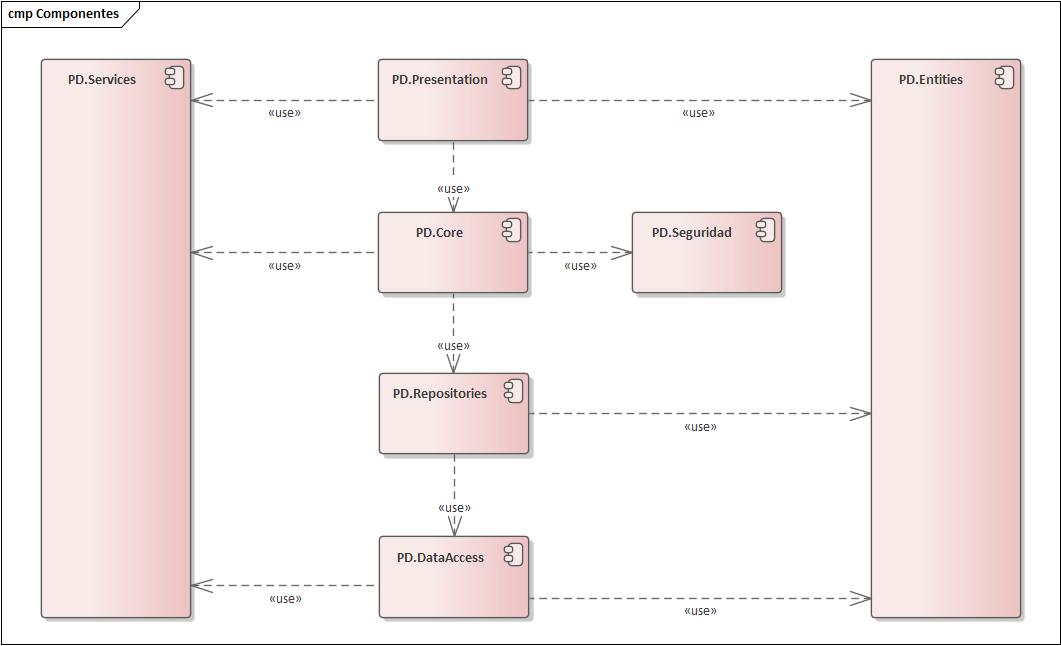 cmp Componentes
PD.Services
PD.Presentation
PD.Entities
«use»
«use»
«use»
PD.Core
PD.Seguridad
«use»
«use»
«use»
PD.Repositories
«use»
«use»
PD.DataAccess
«use»
«use»